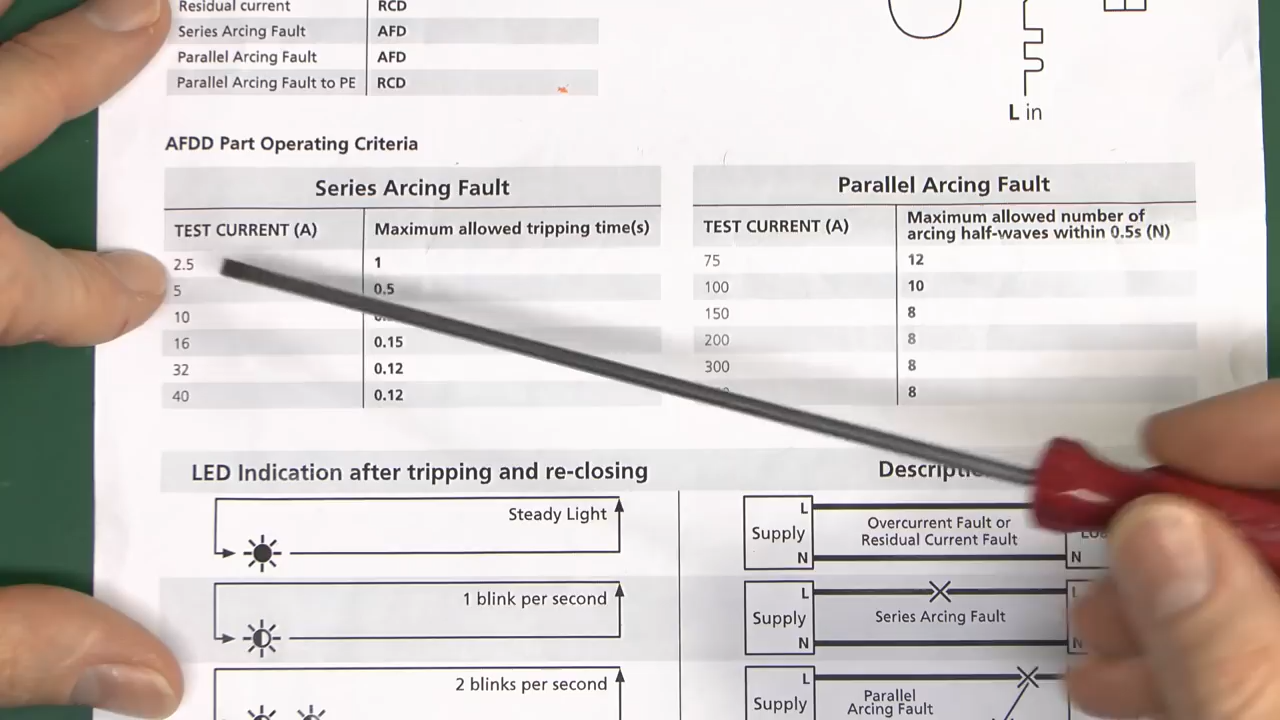 Residual current RCD
Series Arcing Fault AFD
Parallel Arcing Fault AFD
Parallel Arcing Fault to PE RCD
L in
AFDD Part Operating Criteria
Series Arcing Fault
TEST CURRENT (A) Maximum allowed tripping time(s)
2.5 1
5 0.5
10
16 0.15
32 0.12
40 0.12
Parallel Arcing Fault
TEST CURRENT (A) Maximum allowed number of
arcing half-waves within 0.5s (N)
75 12
100 10
150 8
200 8
300 8
8
LED Indication after tripping and re-closing
Steady Light
1 blink per second
2 blinks per second
L
Supply
N
Overcurrent Fault or
Residual Current Fault
N
L
Supply
N
Series Arcing Fault
L
N
L
Supply
Parallel
Arcing Fault